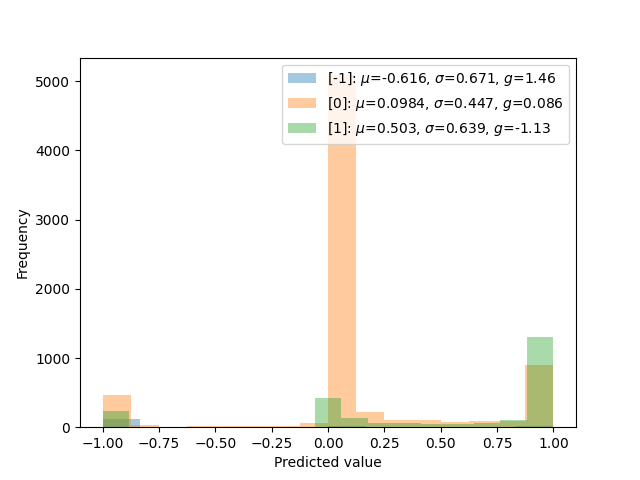 [-1]: μ=-0.616, σ=0.671, g=1.46
[0]: μ=0.0984, σ=0.447, g=0.086
[1]: μ=0.503, σ=0.639, g=-1.13
5000
4000
3000
2000
1000
0
Frequency
−1.00 −0.75 −0.50 −0.25 0.00 0.25 0.50 0.75 1.00
Predicted value